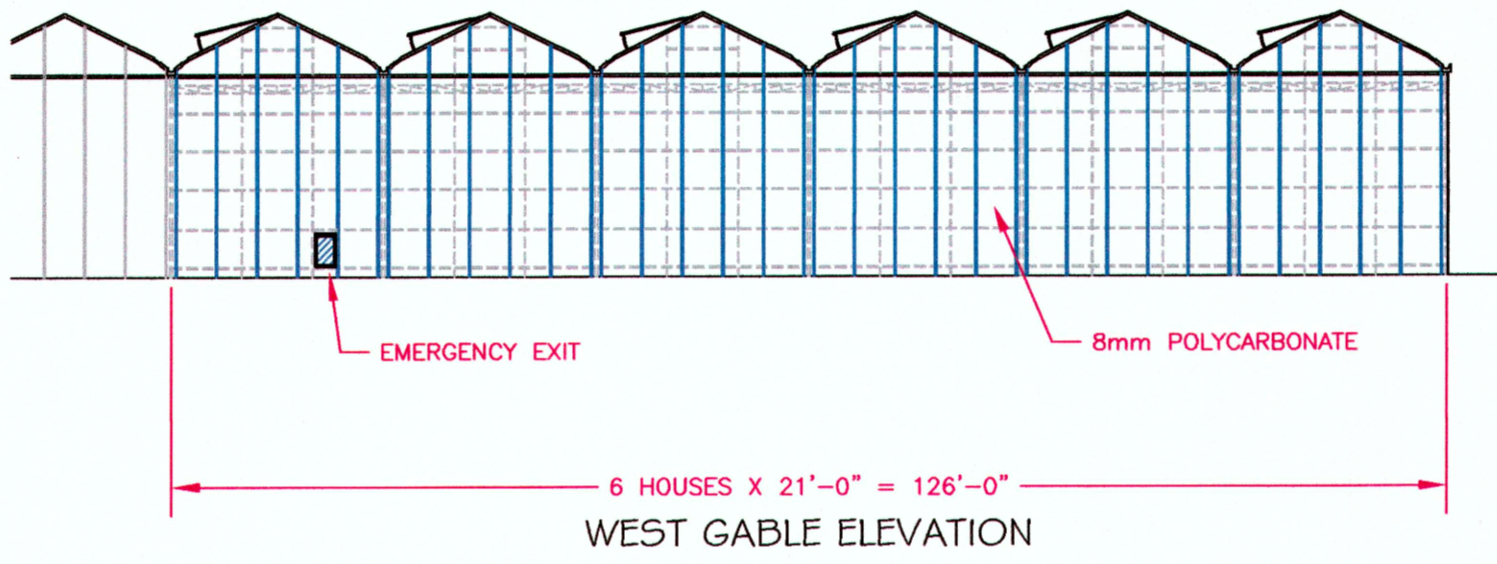 EMERGENCY EXIT
8mm POLYCARBONATE
6 HOUSES X 21'-0" = 126'-0"
WEST GABLE ELEVATION